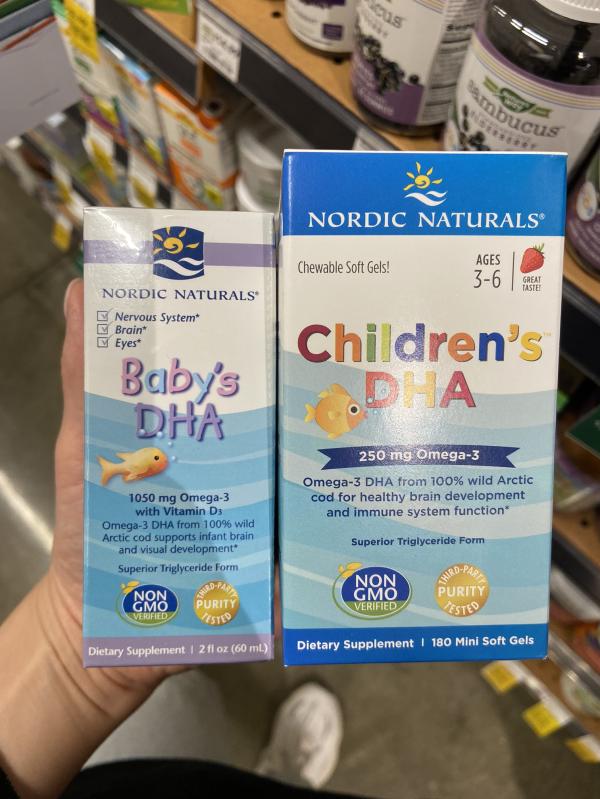 NORDIC NATURALS®
Nervous System*
Brain*
Eyes*
Baby's
DHA
1050 mg Omega-3
with Vitamin D₃
Omega-3 DHA from 100% wild
Arctic cod supports infant brain
and visual development*
Superior Triglyceride Form
NON
GMO
VERIFIED
THIRD-PARTY
PURITY
TESTED
Dietary Supplement | 2 fl oz (60 mL)
NORDIC NATURALS®
Chewable Soft Gels!
AGES
3-6
GREAT
TASTE!
Children's™
DHA
250 mg Omega-3
Omega-3 DHA from 100% wild Arctic
cod for healthy brain development
and immune system function*
Superior Triglyceride Form
NON
GMO
VERIFIED
THIRD-PARTY
PURITY
TESTED
Dietary Supplement | 180 Mini Soft Gels
Sambucus